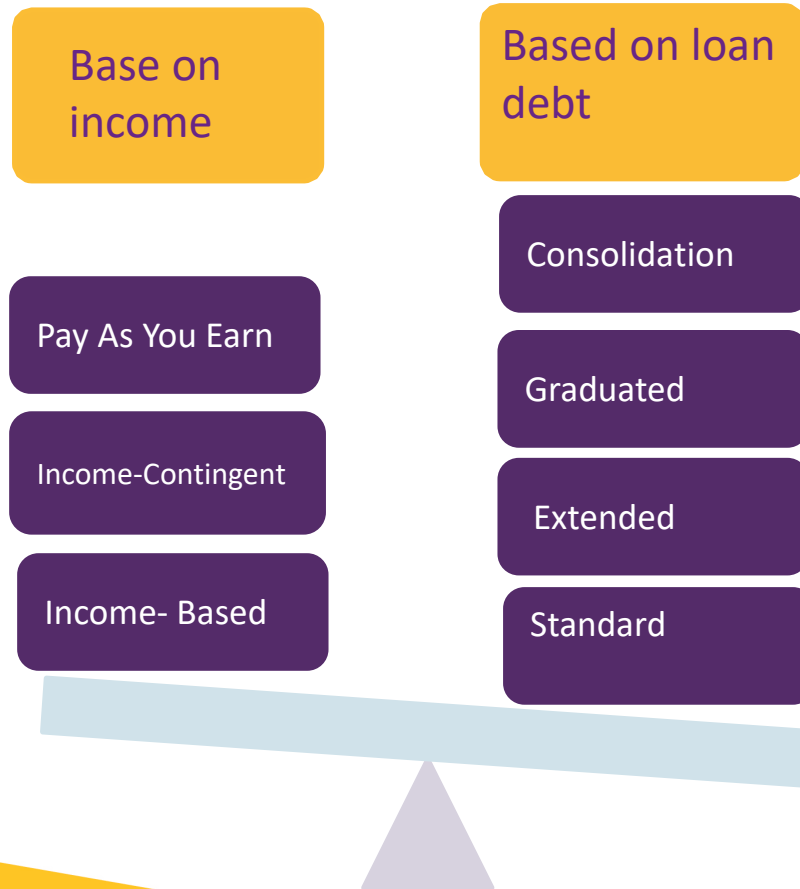 Base on
income
Pay As You Earn
Income-Contingent
Income- Based
Based on loan
debt
Consolidation
Graduated
Extended
Standard